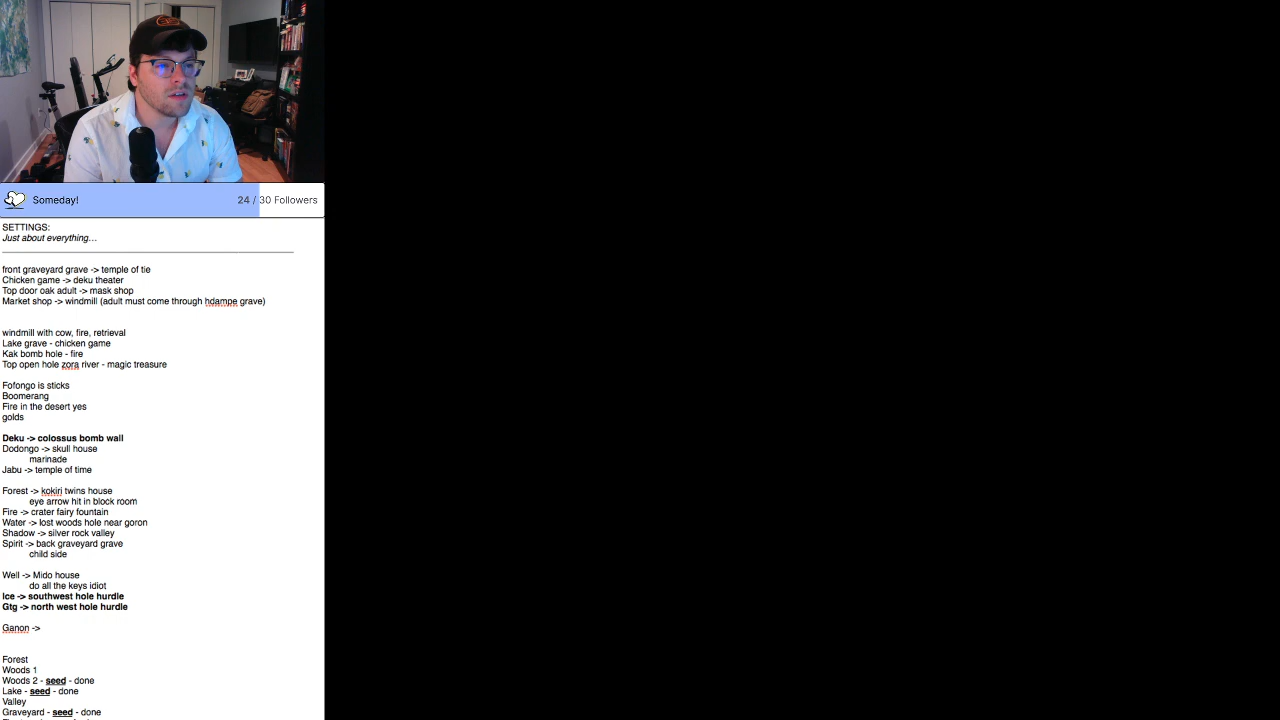 Someday!
24 / 30 Followers
SETTINGS:
Just about everything…
front graveyard grave -> temple of tie
Chicken game -> deku theater
Top door oak adult -> mask shop
Market shop -> windmill (adult must come through hdampe grave)
windmill with cow, fire, retrieval
Lake grave - chicken game
Kak bomb hole - fire
Top open hole zora river - magic treasure
Fofongo is sticks
Boomerang
Fire in the desert yes
golds
Deku -> colossus bomb wall
Dodongo -> skull house
marinade
Jabu -> temple of time
Forest -> kokiri twins house
eye arrow hit in block room
Fire -> crater fairy fountain
Water -> lost woods hole near goron
Shadow -> silver rock valley
Spirit -> back graveyard grave
child side
Well -> Mido house
do all the keys idiot
Ice -> southwest hole hurdle
Gtg -> north west hole hurdle
Ganon ->
Forest
Woods 1
Woods 2 - seed - done
Lake - seed - done
Valley
Graveyard - seed - done